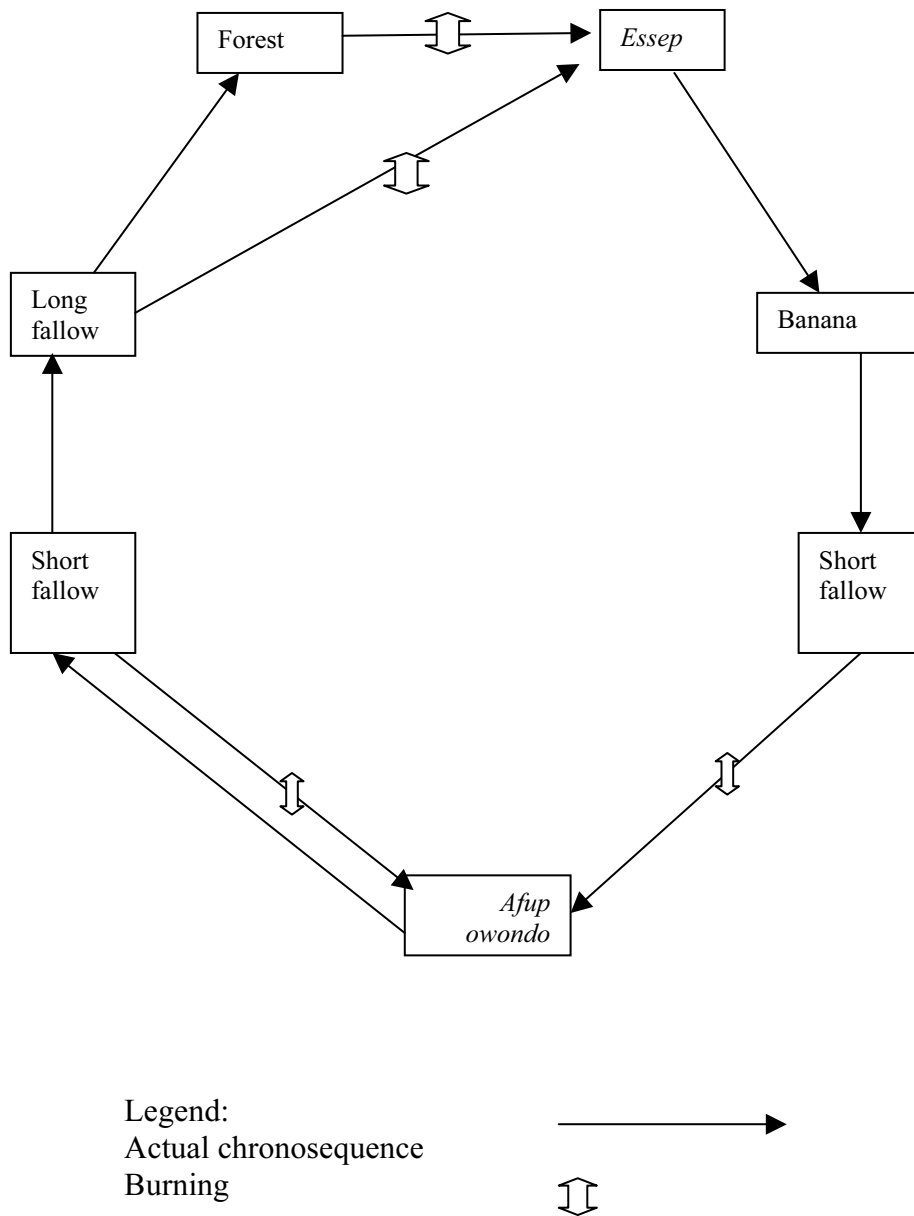 Forest
Essep
Long
fallow
Banana
Short
fallow
Short
fallow
Afup
owondo
Legend:
Actual chronosequence
Burning